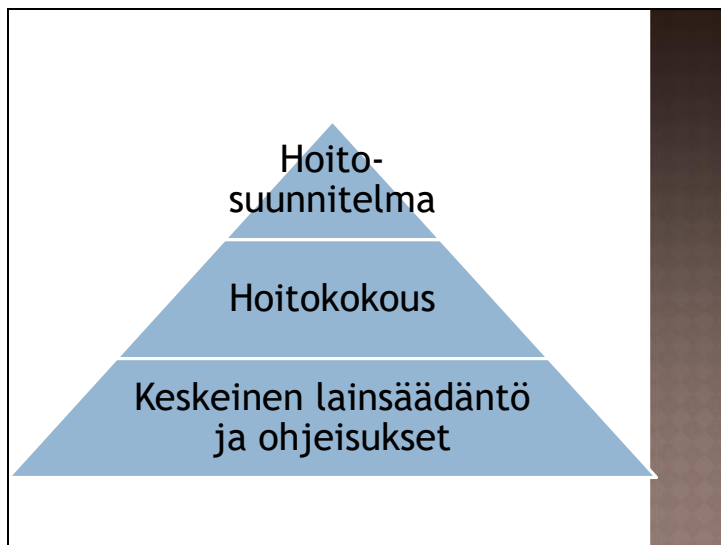 Hoito-
suunnitelma
Hoitokokous
Keskeinen lainsäädäntö
ja ohjeisukset